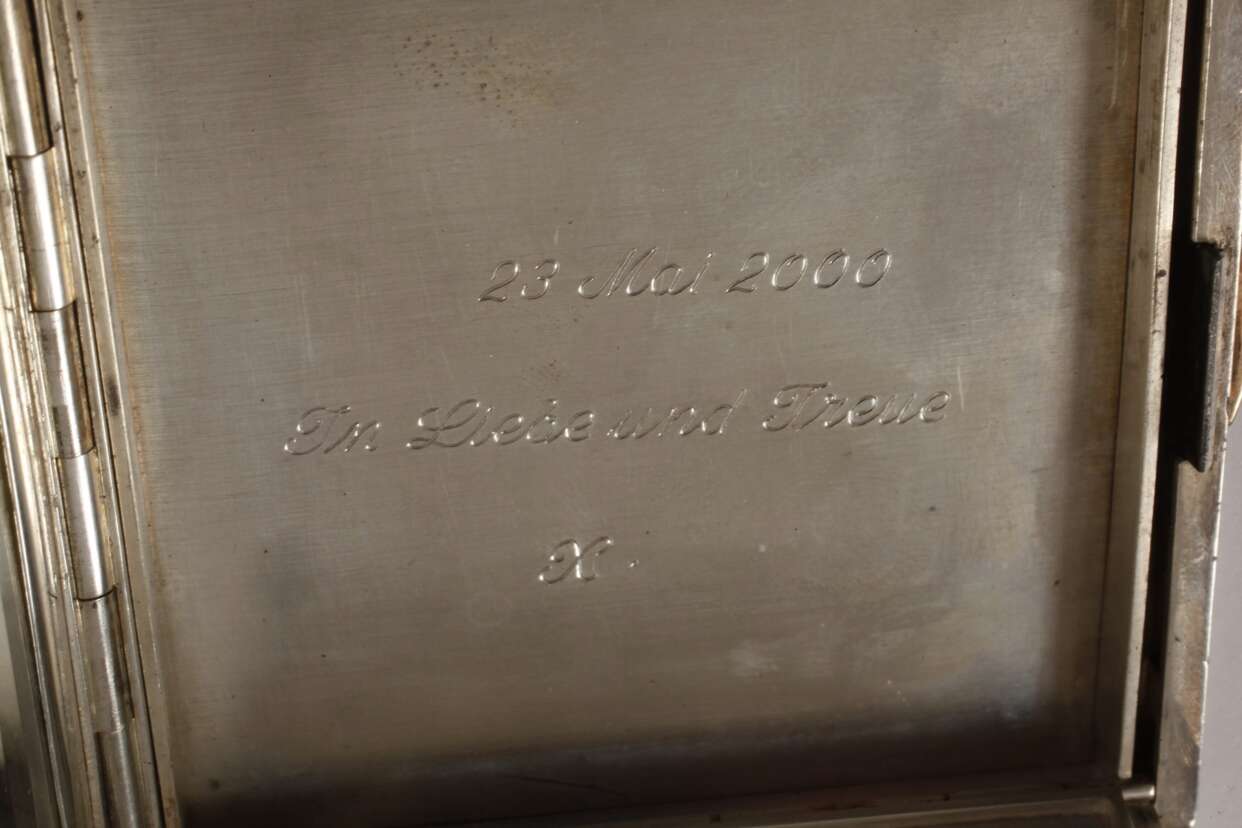 23 Mai 2000
In Liebe und Treue
X.